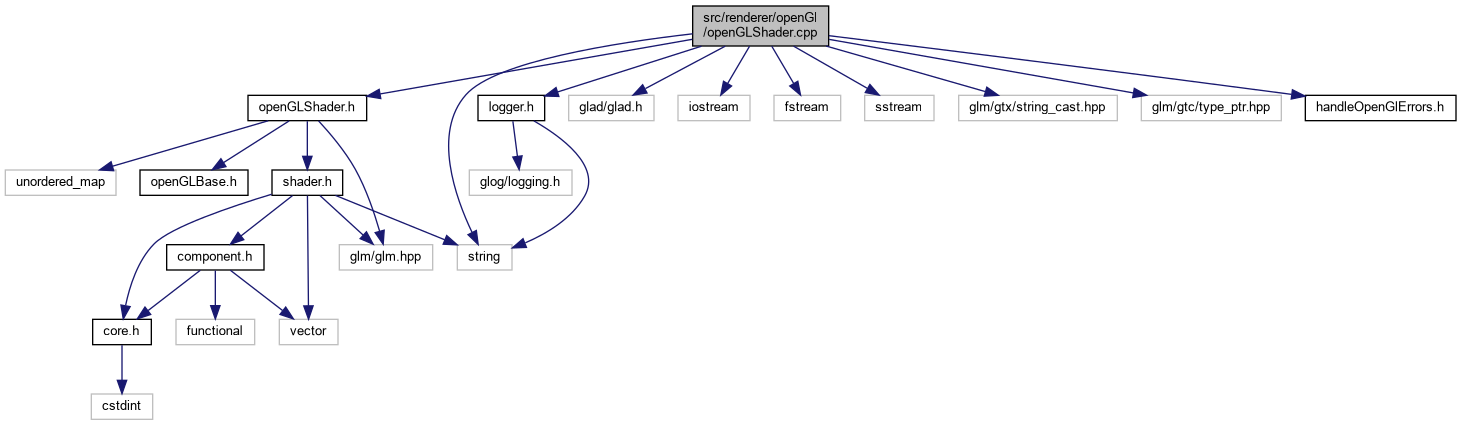 src/renderer/openGl
/openGLShader.cpp
openGLShader.h
logger.h
glad/glad.h
iostream
fstream
sstream
glm/gtx/string_cast.hpp
glm/gtc/type_ptr.hpp
handleOpenGlErrors.h
unordered_map
openGLBase.h
shader.h
glog/logging.h
component.h
glm/glm.hpp
string
core.h
functional
vector
cstdint